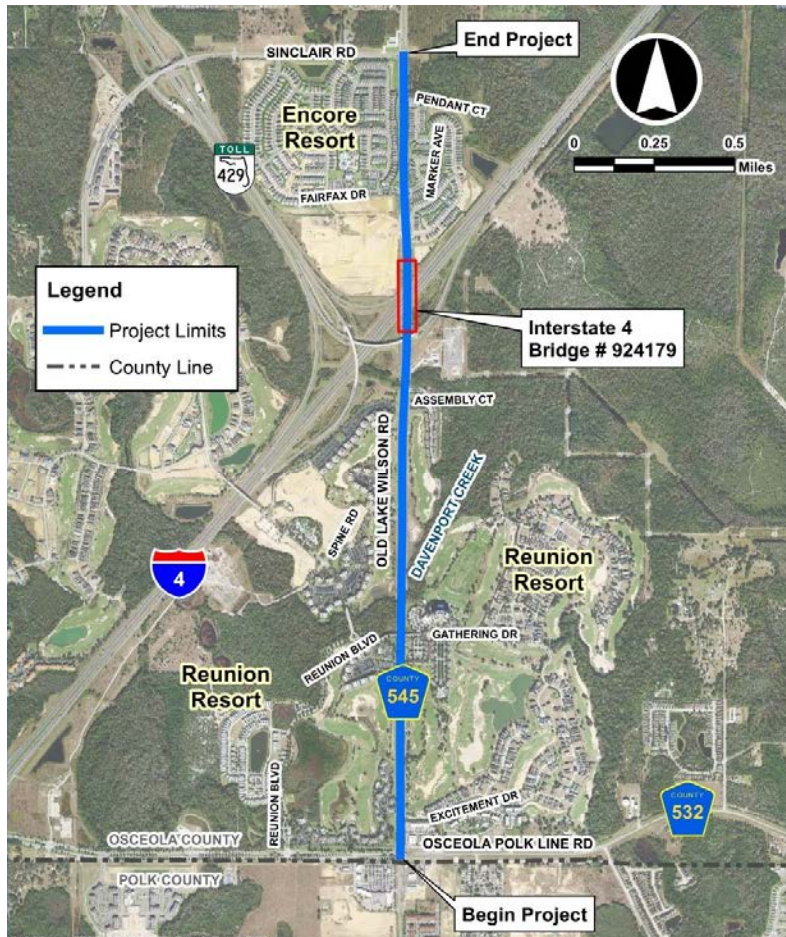 End Project
SINCLAIR RD
PENDANT CT
Encore
Resort
MARKER AVE
0 0.25 0.5
Miles
TOLL
429
FAIRFAX DR
Legend
Project Limits
County Line
Interstate 4
Bridge # 924179
ASSEMBLY CT
OLD LAKE WILSON RD
DAVENPORT CREEK
SPINE RD
Reunion
Resort
4
GATHERING DR
REUNION BLVD
Reunion
Resort
COUNTY
545
REUNION BLVD
EXCITEMENT DR
COUNTY
532
OSCEOLA COUNTY
OSCEOLA POLK LINE RD
POLK COUNTY
Begin Project